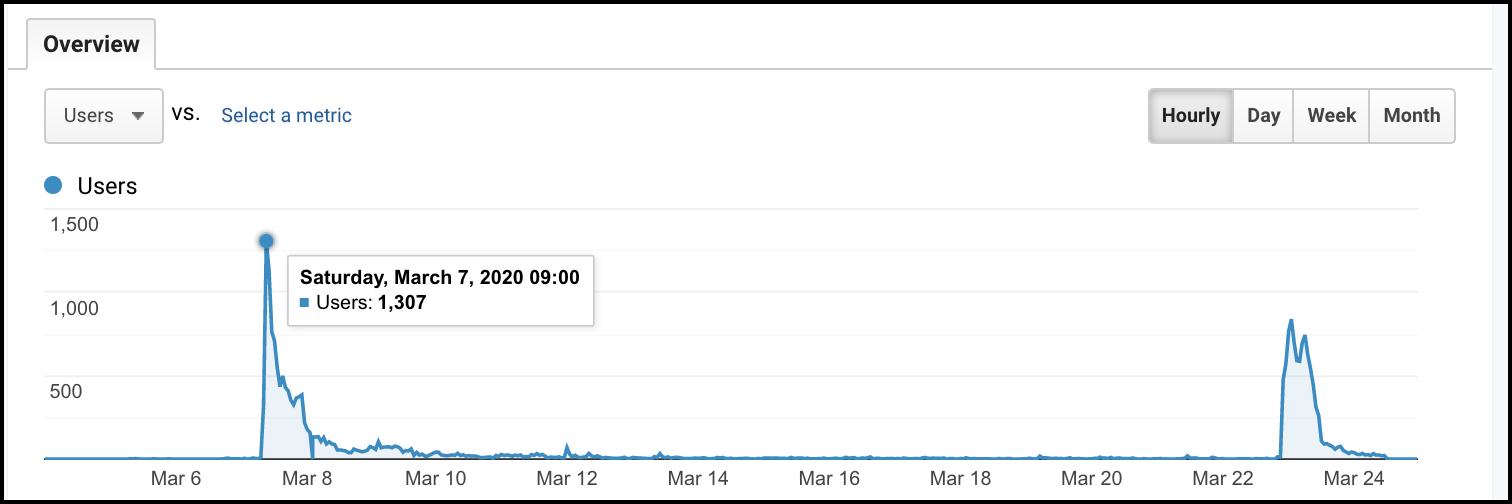 Overview
Users vs. Select a metric Hourly Day Week Month
Users
1,500
Saturday, March 7, 2020 09:00
Users: 1,307
1,000
500
Mar 6 Mar 8 Mar 10 Mar 12 Mar 14 Mar 16 Mar 18 Mar 20 Mar 22 Mar 24